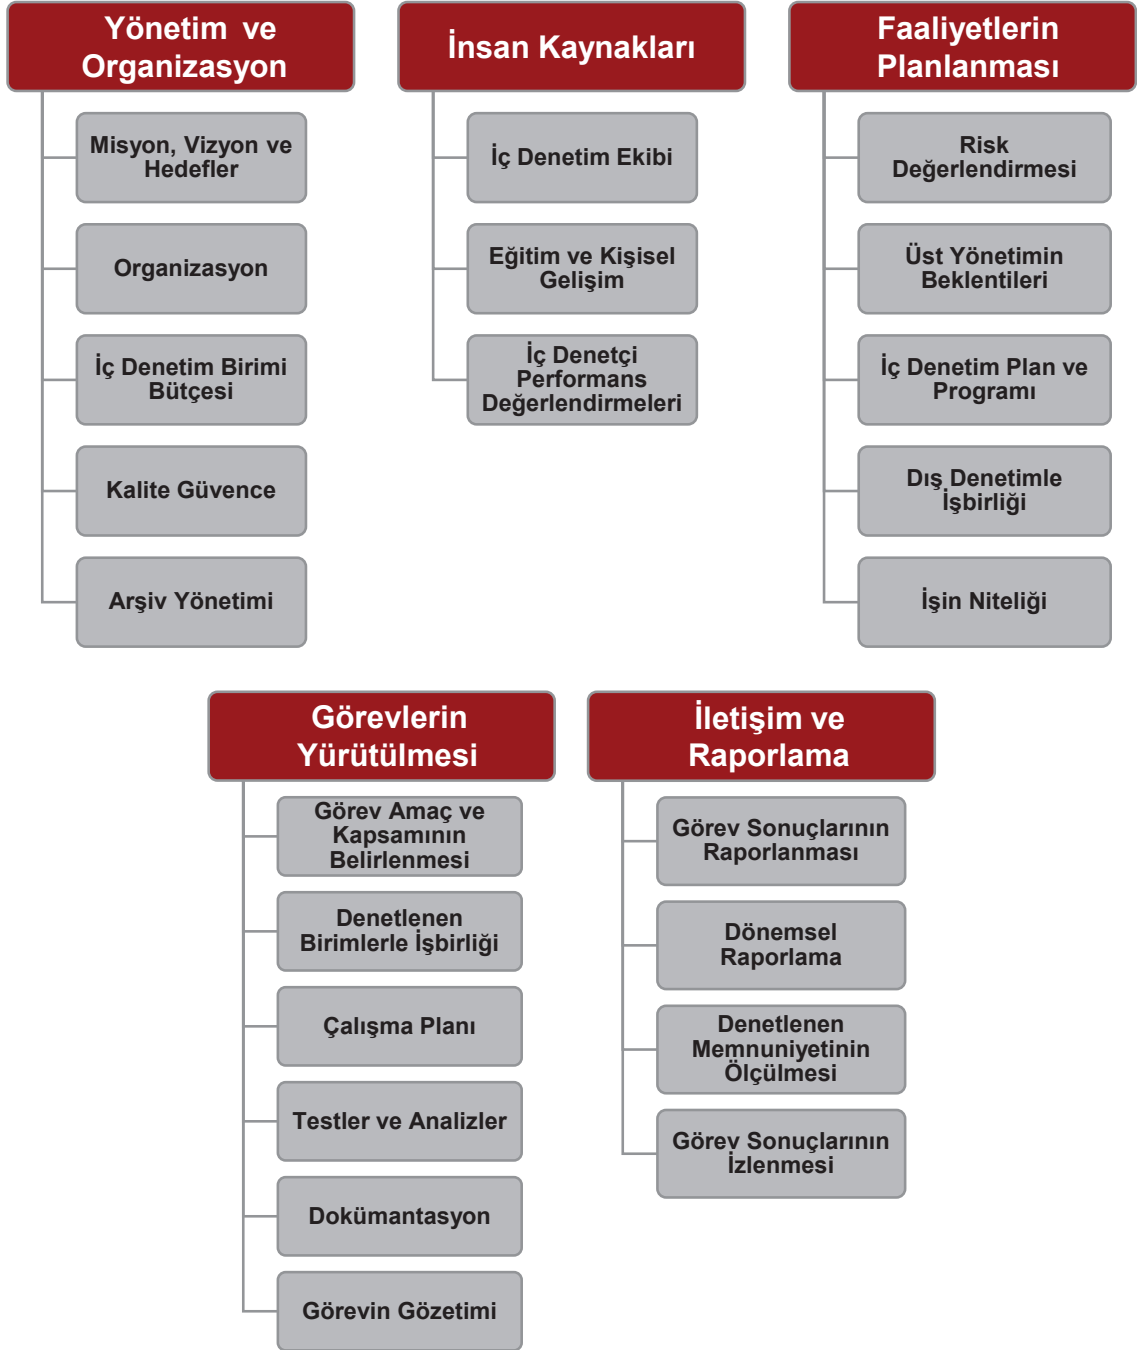 Yönetim ve
Organizasyon
Misyon, Vizyon ve
Hedefler
Organizasyon
İç Denetim Birimi
Bütçesi
Kalite Güvence
Arşiv Yönetimi
İnsan Kaynakları
İç Denetim Ekibi
Eğitim ve Kişisel
Gelişim
İç Denetçi
Performans
Değerlendirmeleri
Faaliyetlerin
Planlanması
Risk
Değerlendirmesi
Üst Yönetimin
Beklentileri
İç Denetim Plan ve
Programı
Dış Denetimle
İşbirliği
İşin Niteliği
Görevlerin
Yürütülmesi
Görev Amaç ve
Kapsamının
Belirlenmesi
Denetlenen
Birimlerle İşbirliği
Çalışma Planı
Testler ve Analizler
Dokümantasyon
Görevin Gözetimi
İletişim ve
Raporlama
Görev Sonuçlarının
Raporlanması
Dönemsel
Raporlama
Denetlenen
Memnuniyetinin
Ölçülmesi
Görev Sonuçlarının
İzlenmesi